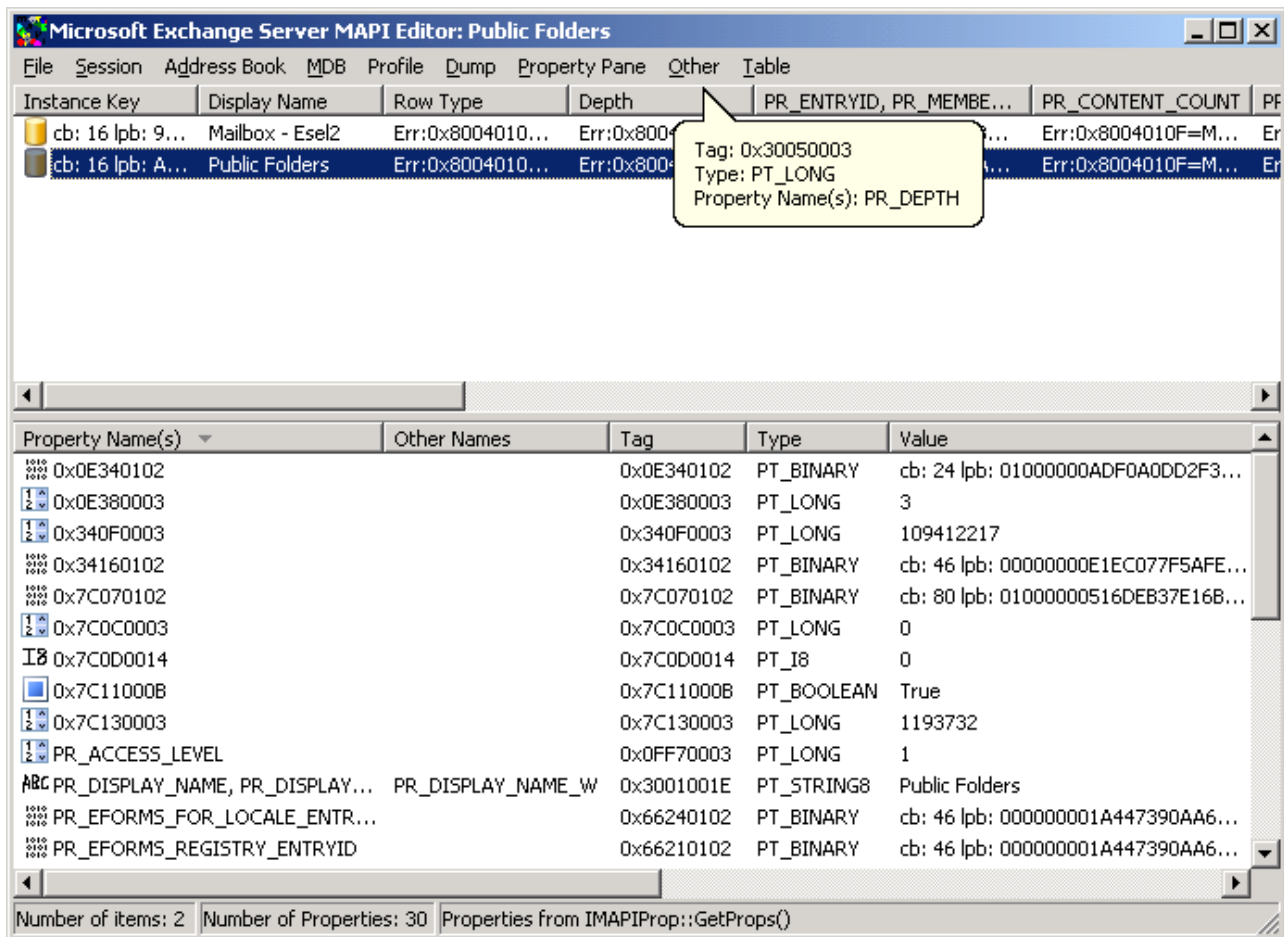 Microsoft Exchange Server MAPI Editor: Public Folders
File Session Address Book MDB Profile Dump Property Pane Other Table
Instance Key Display Name Row Type Depth PR_ENTRYID, PR_MEMBE... PR_CONTENT_COUNT PR
cb: 16 lpb: 9... Mailbox - Esel2 Err:0x8004010... Err:0x8004 Err:0x8004010F=M... Er
cb: 16 lpb: A... Public Folders Err:0x8004010... Err:0x8004 Err:0x8004010F=M... Er
Tag: 0x30050003
Type: PT_LONG
Property Name(s): PR_DEPTH
Property Name(s) Other Names Tag Type Value
0x0E340102 0x0E340102 PT_BINARY cb: 24 lpb: 01000000ADF0A0DD2F3...
0x0E380003 0x0E380003 PT_LONG 3
0x340F0003 0x340F0003 PT_LONG 109412217
0x34160102 0x34160102 PT_BINARY cb: 46 lpb: 00000000E1EC077F5AFE...
0x7C070102 0x7C070102 PT_BINARY cb: 80 lpb: 01000000516DEB37E16B...
0x7C0C0003 0x7C0C0003 PT_LONG 0
I8 0x7C0D0014 0x7C0D0014 PT_I8 0
0x7C11000B 0x7C11000B PT_BOOLEAN True
0x7C130003 0x7C130003 PT_LONG 1193732
PR_ACCESS_LEVEL 0x0FF70003 PT_LONG 1
ABC PR_DISPLAY_NAME, PR_DISPLAY... PR_DISPLAY_NAME_W 0x3001001E PT_STRING8 Public Folders
PR_EFORMS_FOR_LOCALE_ENTR... 0x66240102 PT_BINARY cb: 46 lpb: 000000001A447390AA6...
PR_EFORMS_REGISTRY_ENTRYID 0x66210102 PT_BINARY cb: 46 lpb: 000000001A447390AA6...
Number of items: 2 Number of Properties: 30 Properties from IMAPIProp::GetProps()